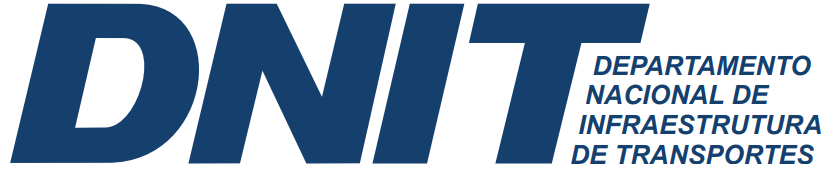 DNIT
DEPARTAMENTO
NACIONAL DE
INFRAESTRUTURA
DE TRANSPORTES